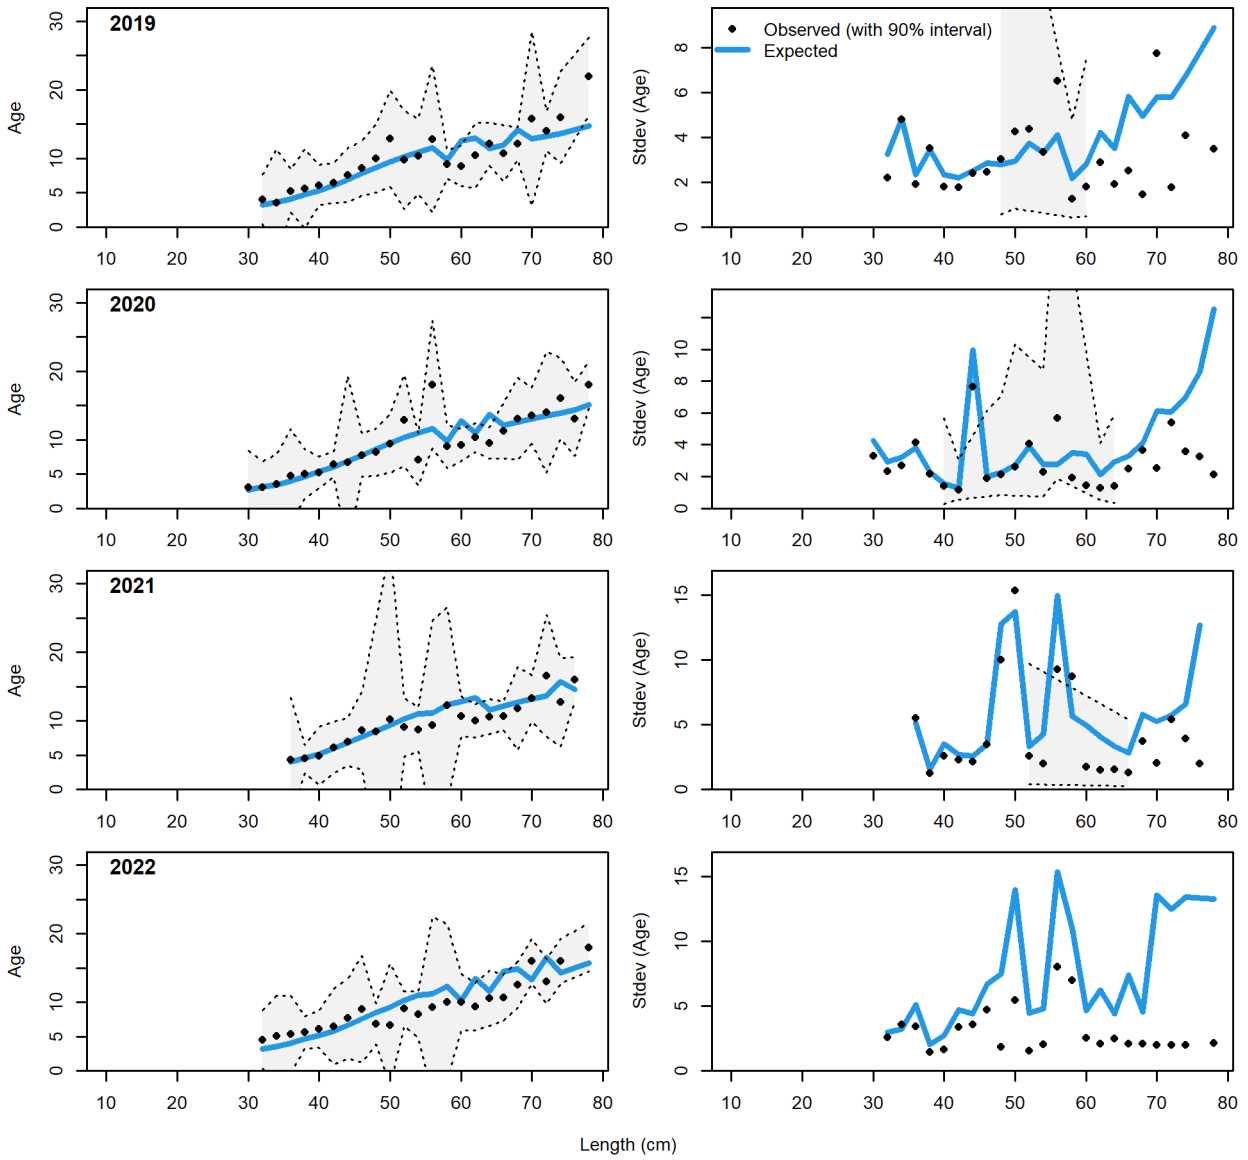 2019
Age
0 5 10 20 30
10 20 30 40 50 60 70 80
Observed (with 90% interval)
Expected
Stdev (Age)
0 2 4 6 8
10 20 30 40 50 60 70 80
2020
Age
0 5 10 20 30
10 20 30 40 50 60 70 80
Stdev (Age)
0 2 4 6 8 10
10 20 30 40 50 60 70 80
2021
Age
0 5 10 20 30
10 20 30 40 50 60 70 80
Stdev (Age)
0 5 10 15
10 20 30 40 50 60 70 80
2022
Age
0 5 10 20 30
10 20 30 40 50 60 70 80
Stdev (Age)
0 5 10 15
10 20 30 40 50 60 70 80
Length (cm)